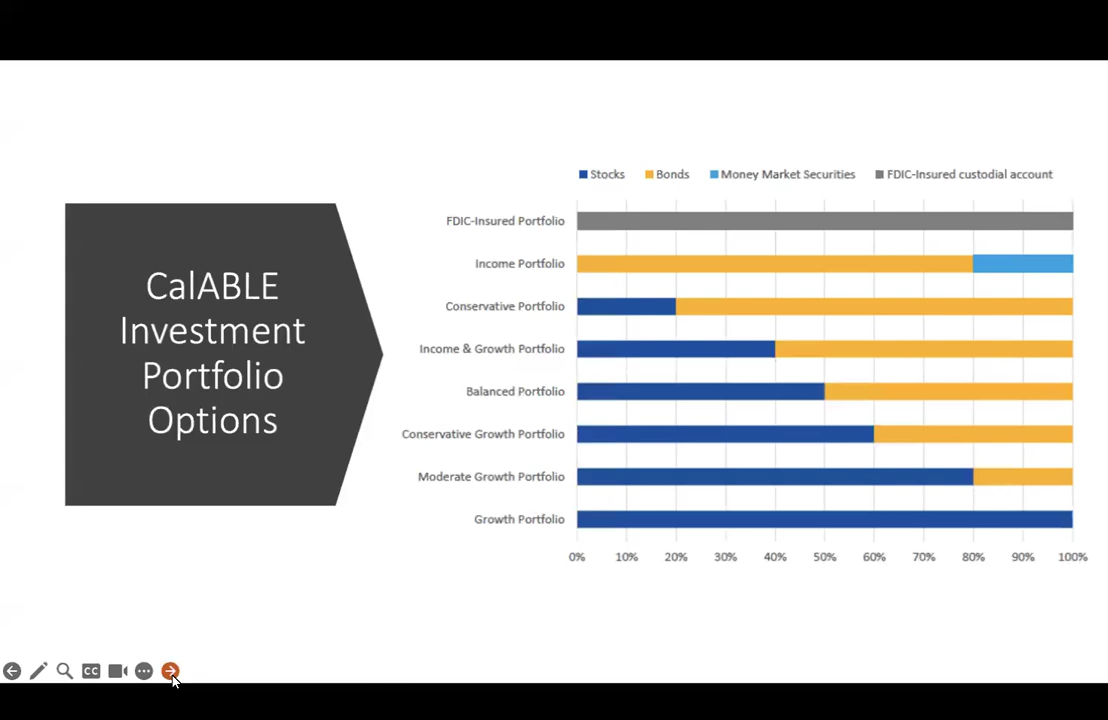 CalABLE
Investment
Portfolio
Options
Stocks Bonds Money Market Securities FDIC-Insured custodial account
FDIC-Insured Portfolio
Income Portfolio
Conservative Portfolio
Income & Growth Portfolio
Balanced Portfolio
Conservative Growth Portfolio
Moderate Growth Portfolio
Growth Portfolio
0% 10% 20% 30% 40% 50% 60% 70% 80% 90% 100%
CC